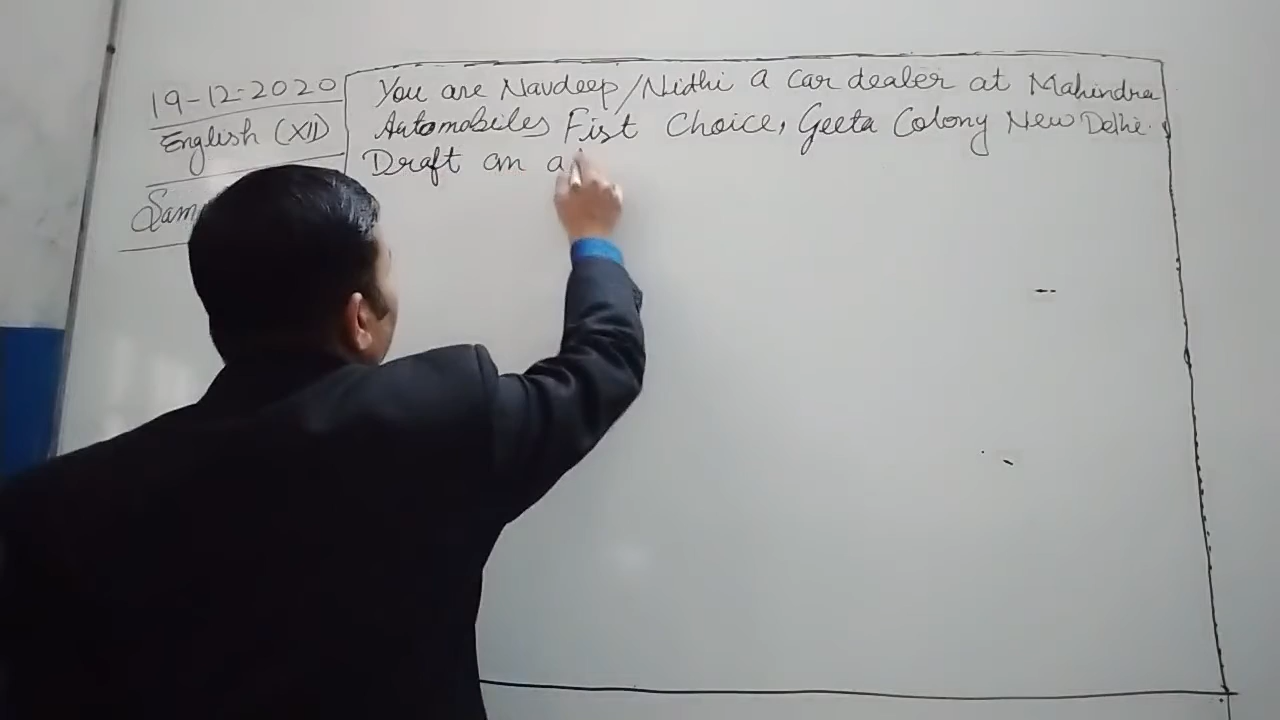 19-12-2020
English (XII)
Sam
You are Navdeep/Nidhi a car dealer at Mahindra
Automobiles Fist Choice, Geeta Colony New Delhi.
Draft an a